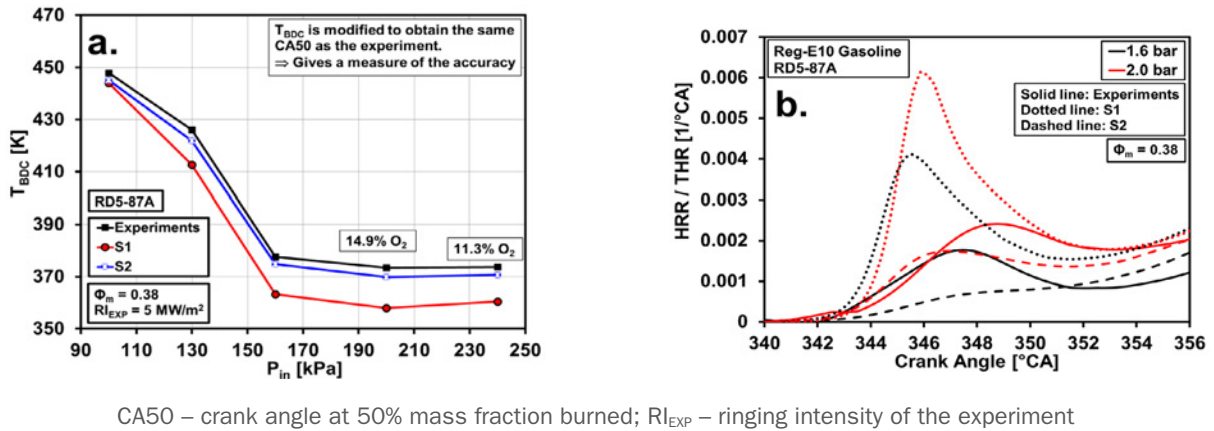 a.
T_BDC is modified to obtain the same
CA50 as the experiment.
⇒ Gives a measure of the accuracy
470
450
430
410
390
370
350
T_BDC [K]
RD5-87A
Experiments
S1
S2
Φ_m = 0.38
RI_EXP = 5 MW/m²
14.9% O₂
11.3% O₂
90 110 130 150 170 190 210 230 250
P_in [kPa]
b.
Reg-E10 Gasoline
RD5-87A
1.6 bar
2.0 bar
Solid line: Experiments
Dotted line: S1
Dashed line: S2
Φ_m = 0.38
0.007
0.006
0.005
0.004
0.003
0.002
0.001
0
HRR / THR [1/°CA]
340 342 344 346 348 350 352 354 356
Crank Angle [°CA]
CA50 – crank angle at 50% mass fraction burned; RI_EXP – ringing intensity of the experiment